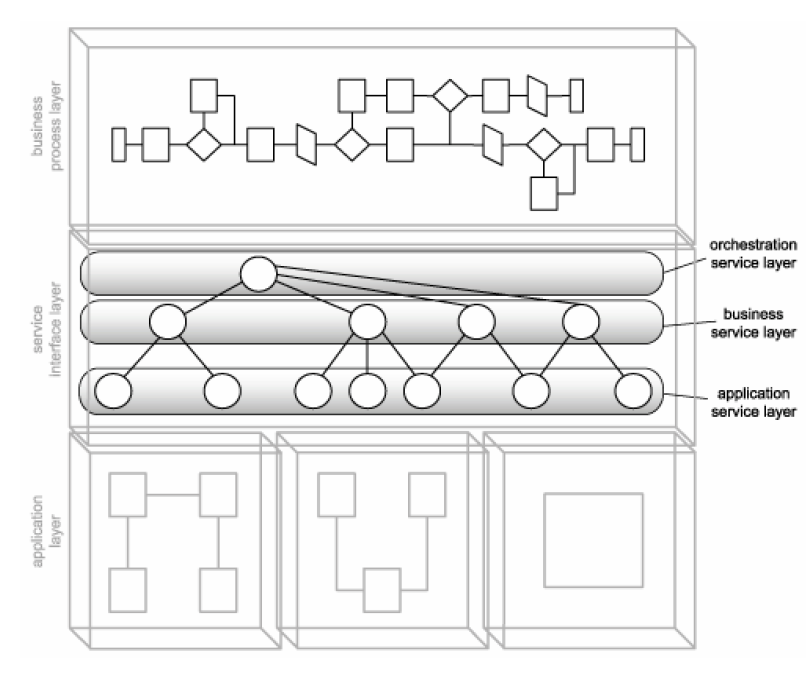 business
process layer
orchestration
service layer
service
interface layer
business
service layer
application
service layer
application
layer